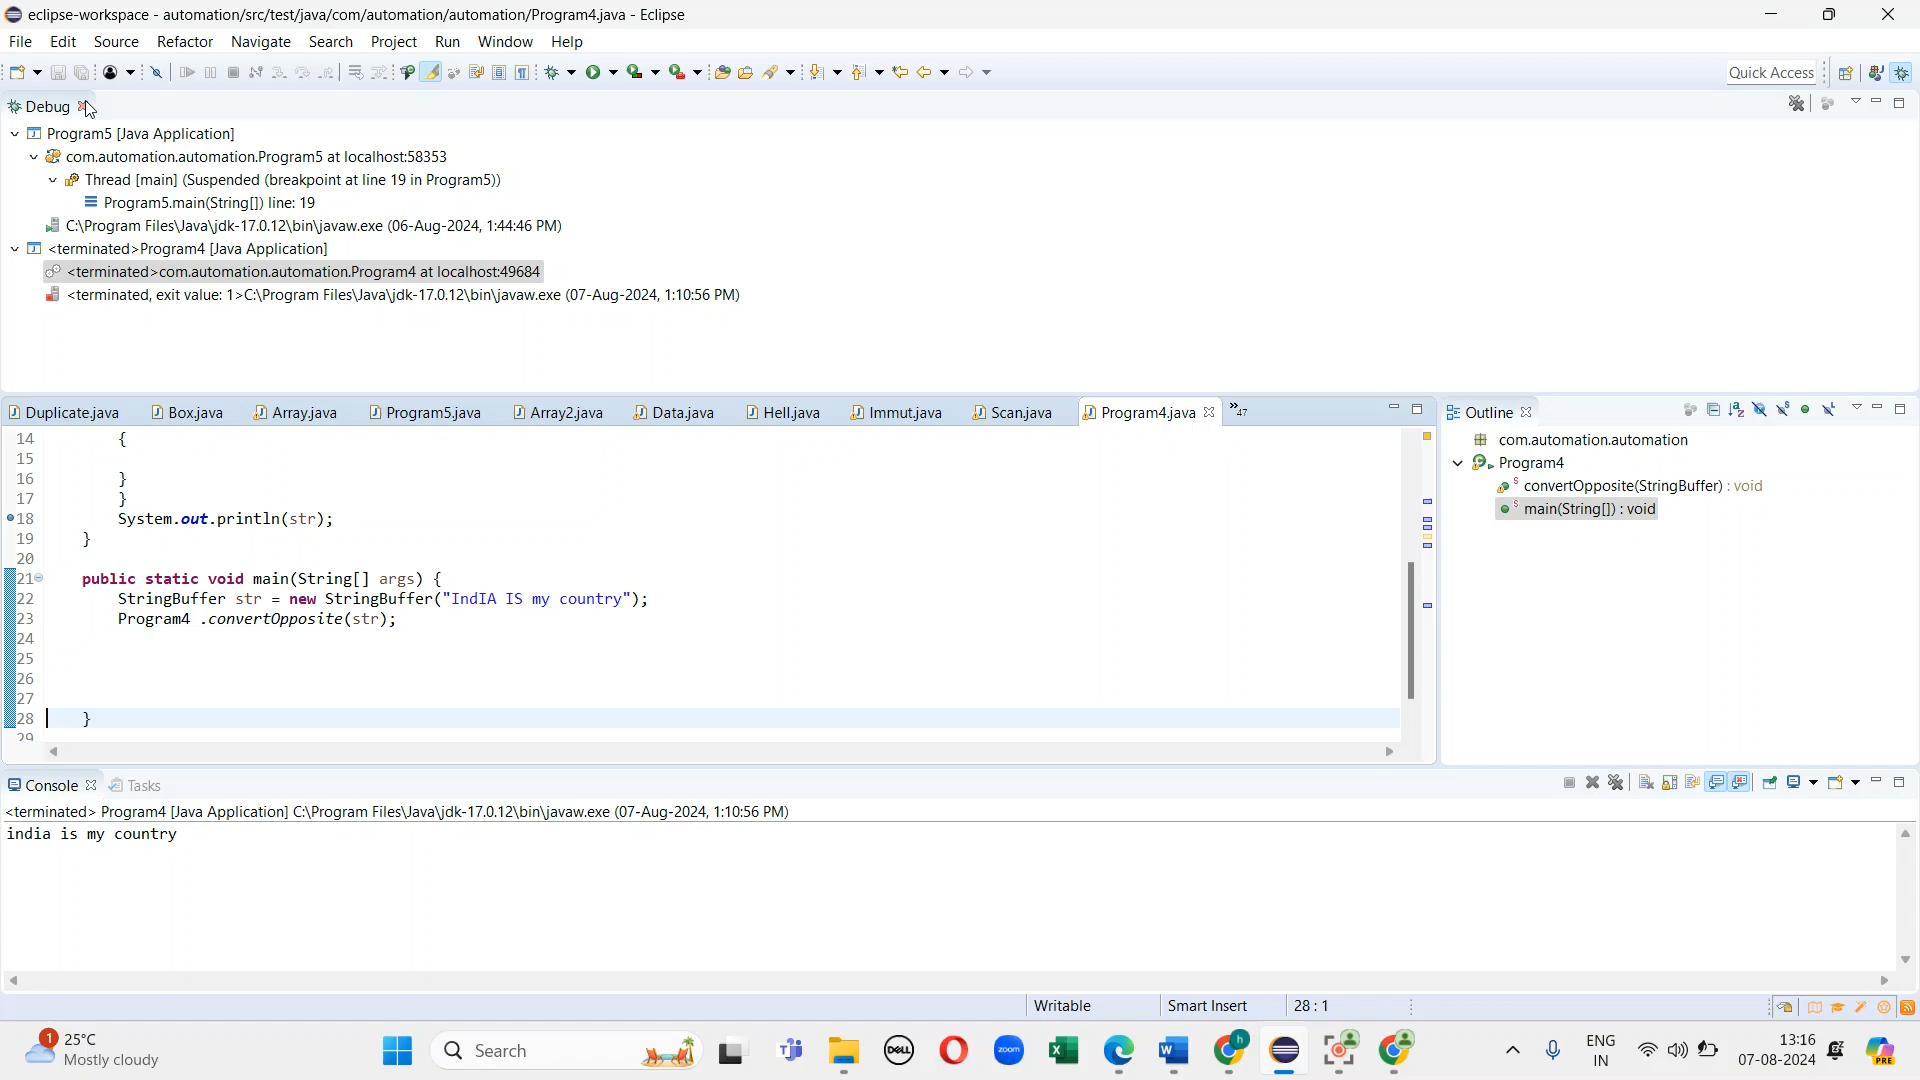 eclipse-workspace - automation/src/test/java/com/automation/automation/Program4.java - Eclipse
File Edit Source Refactor Navigate Search Project Run Window Help
Quick Access
Debug
Program5 [Java Application]
com.automation.automation.Program5 at localhost:58353
Thread [main] (Suspended (breakpoint at line 19 in Program5))
Program5.main(String[]) line: 19
C:\Program Files\Java\jdk-17.0.12\bin\javaw.exe (06-Aug-2024, 1:44:46 PM)
<terminated>Program4 [Java Application]
<terminated>com.automation.automation.Program4 at localhost:49684
<terminated, exit value: 1>C:\Program Files\Java\jdk-17.0.12\bin\javaw.exe (07-Aug-2024, 1:10:56 PM)
Duplicate.java Box.java Array.java Program5.java Array2.java Data.java Hell.java Immut.java Scan.java Program4.java »47
14 {
15
16 }
17 }
18 System.out.println(str);
19 }
20
21 public static void main(String[] args) {
22 StringBuffer str = new StringBuffer("IndIA IS my country");
23 Program4 .convertOpposite(str);
24
25
26
27
28 }
29
Outline
com.automation.automation
Program4
convertOpposite(StringBuffer) : void
main(String[]) : void
Console Tasks
<terminated> Program4 [Java Application] C:\Program Files\Java\jdk-17.0.12\bin\javaw.exe (07-Aug-2024, 1:10:56 PM)
india is my country
Writable Smart Insert 28 : 1
1
25°C
Mostly cloudy
Search
DELL
zoom
h
ENG
IN
13:16
07-08-2024
PRE